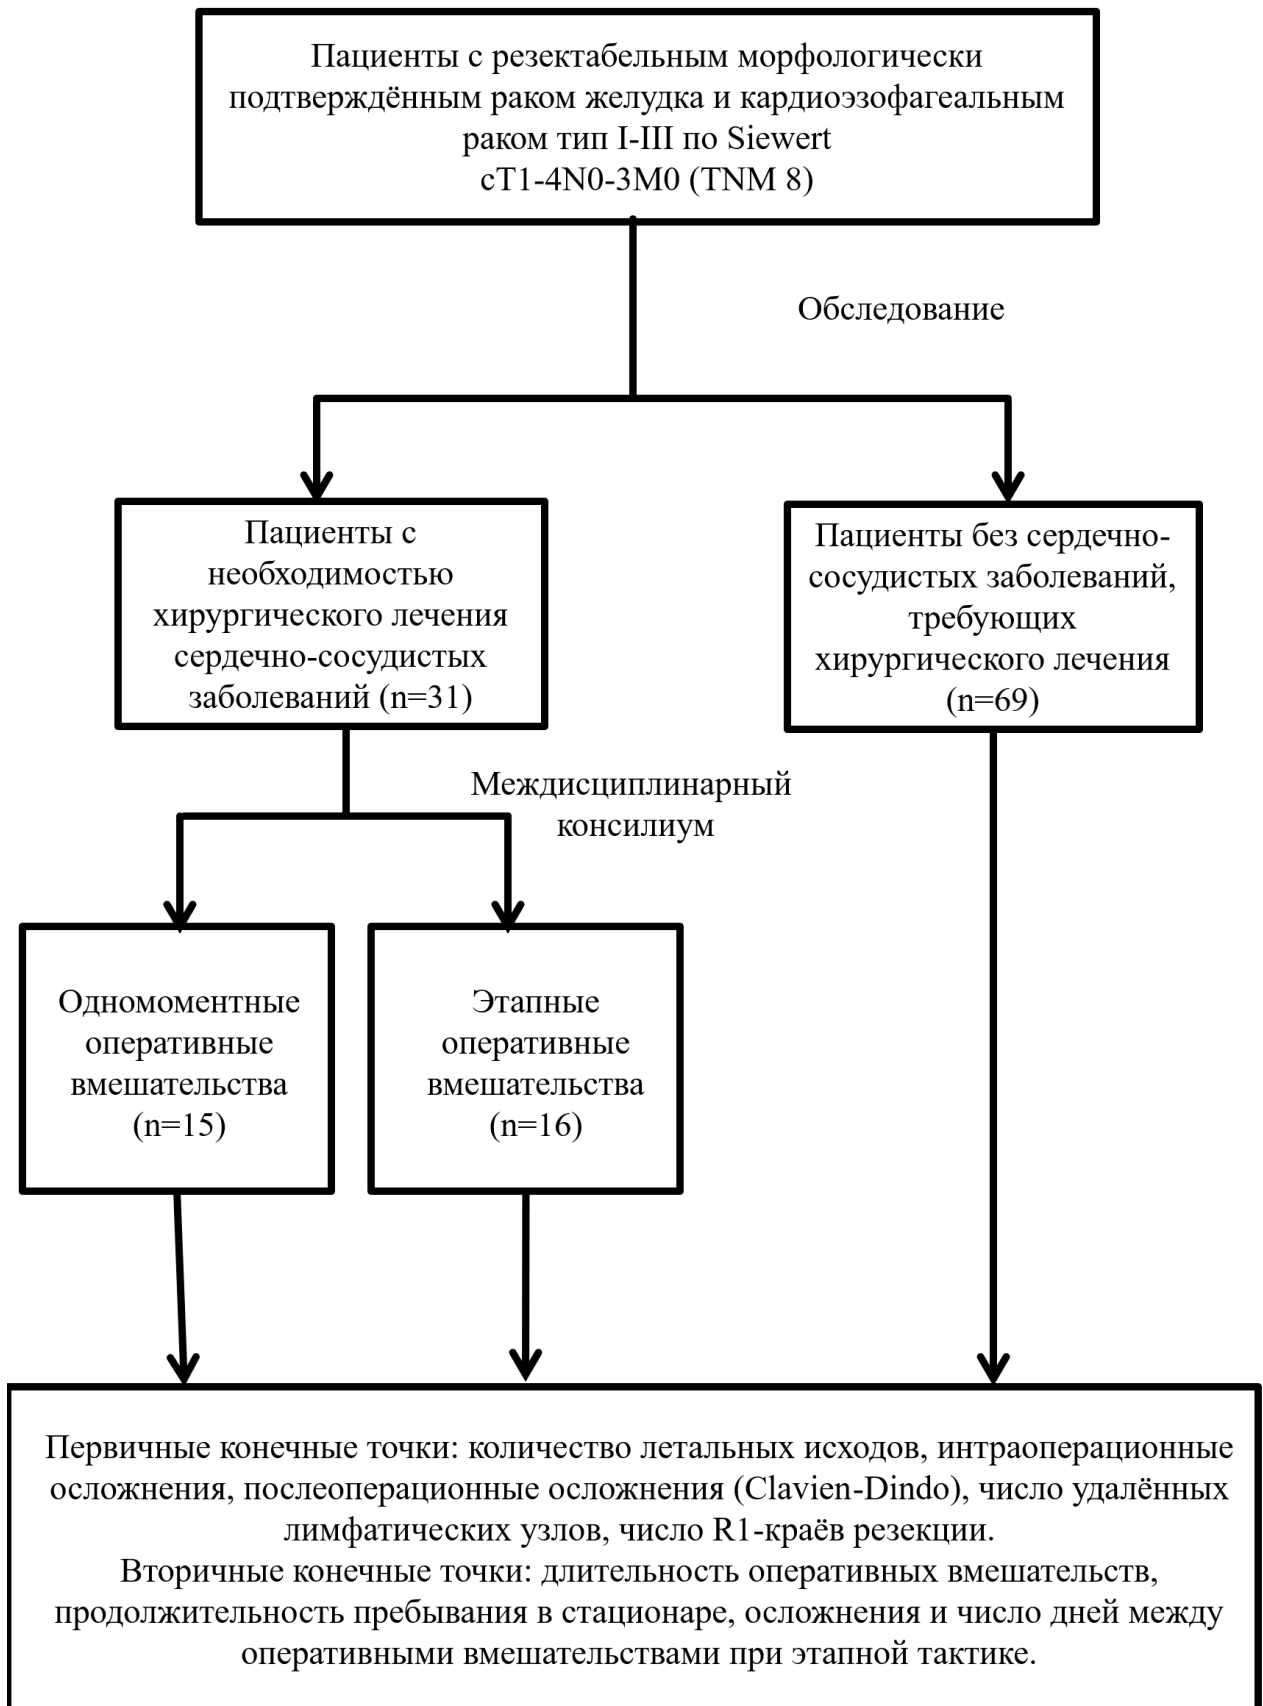 Пациенты с резектабельным морфологически
подтверждённым раком желудка и кардиоэзофагеальным
раком тип I-III по Siewert
cT1-4N0-3M0 (TNM 8)
Обследование
Пациенты с
необходимостью
хирургического лечения
сердечно-сосудистых
заболеваний (n=31)
Пациенты без сердечно-
сосудистых заболеваний,
требующих
хирургического лечения
(n=69)
Междисциплинарный
консилиум
Одномоментные
оперативные
вмешательства
(n=15)
Этапные
оперативные
вмешательства
(n=16)
Первичные конечные точки: количество летальных исходов, интраоперационные
осложнения, послеоперационные осложнения (Clavien-Dindo), число удалённых
лимфатических узлов, число R1-краёв резекции.
Вторичные конечные точки: длительность оперативных вмешательств,
продолжительность пребывания в стационаре, осложнения и число дней между
оперативными вмешательствами при этапной тактике.